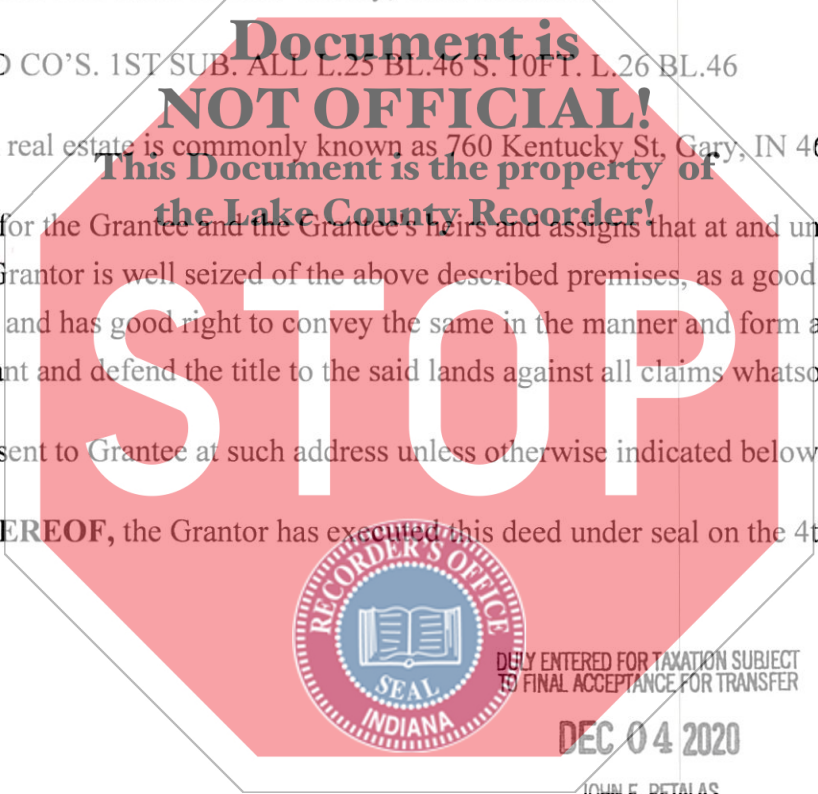 Document is
CO'S. 1ST SUB. ALL L.25 BL.46 S. 10FT. L.26 BL.46
NOT OFFICIAL!
real estate is commonly known as 760 Kentucky St, Gary, IN 46
This Document is the property of
the Lake County Recorder!
for the Grantee and the Grantee's heirs and assigns that at and un
Grantor is well seized of the above described premises, as a good
and has good right to convey the same in the manner and form a
STOP
nt and defend the title to the said lands against all claims whatso
sent to Grantee at such address unless otherwise indicated below
EREOF, the Grantor has executed this deed under seal on the 4t
RECORDER'S OFFICE
SEAL
INDIANA
DULY ENTERED FOR TAXATION SUBJECT
TO FINAL ACCEPTANCE FOR TRANSFER
DEC 04 2020
JOHN E. PETALAS